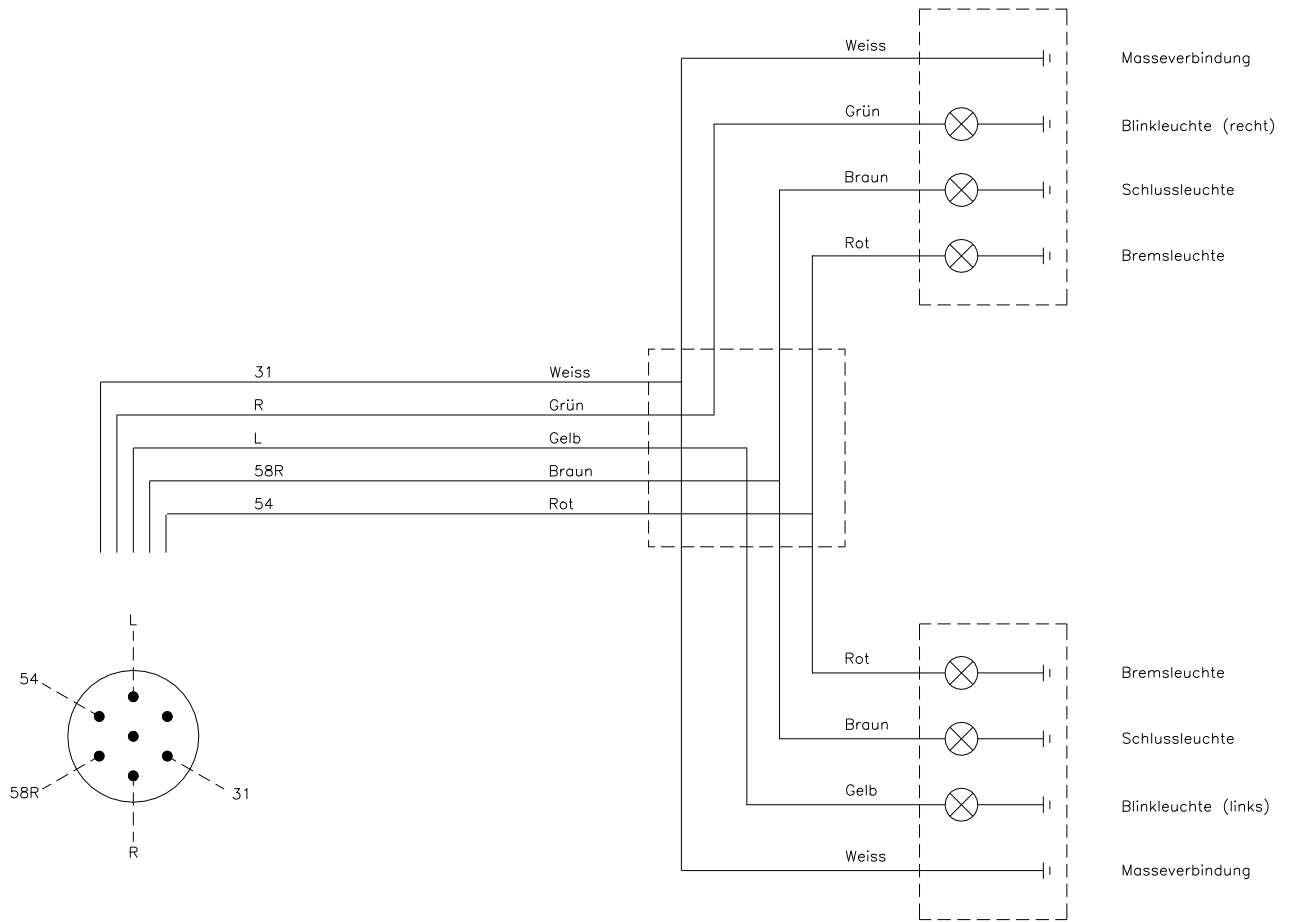 Weiss Masseverbindung
Grün Blinkleuchte (recht)
Braun Schlussleuchte
Rot Bremsleuchte
31 Weiss
R Grün
L Gelb
58R Braun
54 Rot
L
54
58R
31
R
Rot Bremsleuchte
Braun Schlussleuchte
Gelb Blinkleuchte (links)
Weiss Masseverbindung